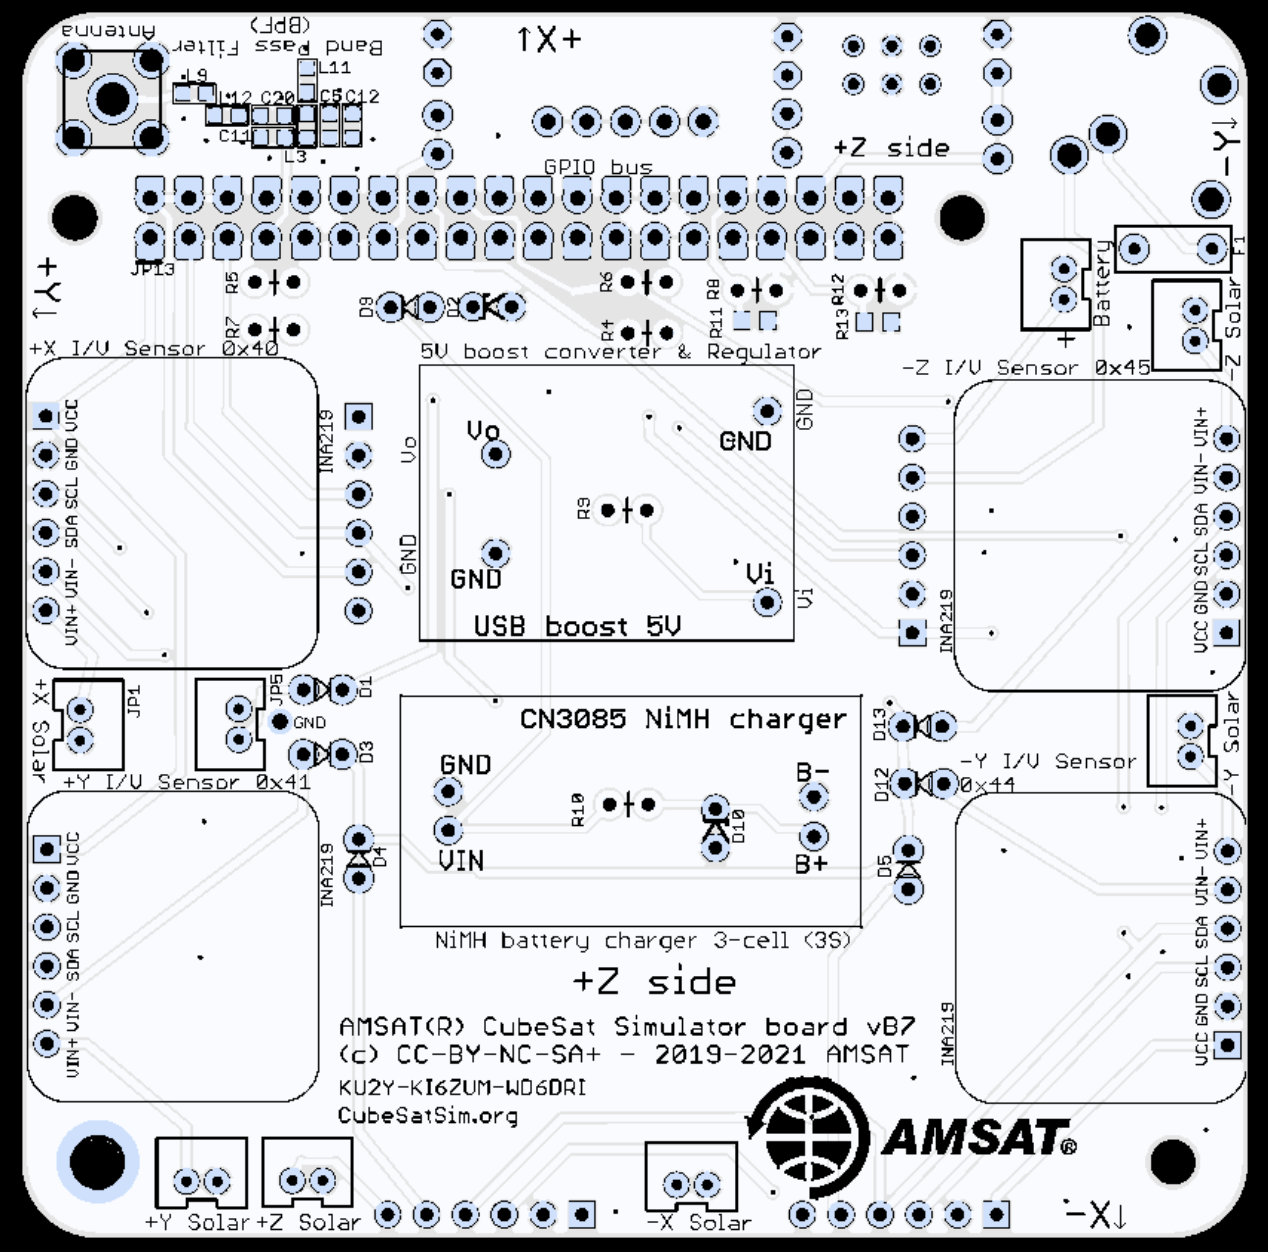 Antenna
(BPF)
Band Pass Filter
↑X+
L9
L11
L12
C20
C5
C12
C11
L3
+Z side
-Y↓
GPIO bus
JP13
+Y↓
R5
R7
D9
D2
R6
R4
R8
R11
R12
R13
Battery
+
F1
-Z Solar
+X I/V Sensor 0x40
5V boost converter & Regulator
-Z I/V Sensor 0x45
VCC
GND
SCL
SDA
VIN-
VIN+
INA219
Vo
GND
Vo
GND
GND
GND
R9
Vi
Vi
USB boost 5V
VIN+
VIN-
SDA
SCL
GND
VCC
INA219
+X Solar
JP1
JP5
GND
D1
D3
CN3085 NiMH charger
GND
VIN
R10
D10
B-
B+
D13
D12
-Y I/V Sensor
0x44
-Y Solar
+Y I/V Sensor 0x41
VCC
GND
SCL
SDA
VIN-
VIN+
INA219
D4
D5
NiMH battery charger 3-cell (3S)
VIN+
VIN-
SDA
SCL
GND
VCC
INA219
+Z side
AMSAT(R) CubeSat Simulator board vB7
(c) CC-BY-NC-SA+ - 2019-2021 AMSAT
KU2Y-KI6ZUM-WD6DRI
CubeSatSim.org
AMSAT®
+Y Solar
+Z Solar
-X Solar
-X↓